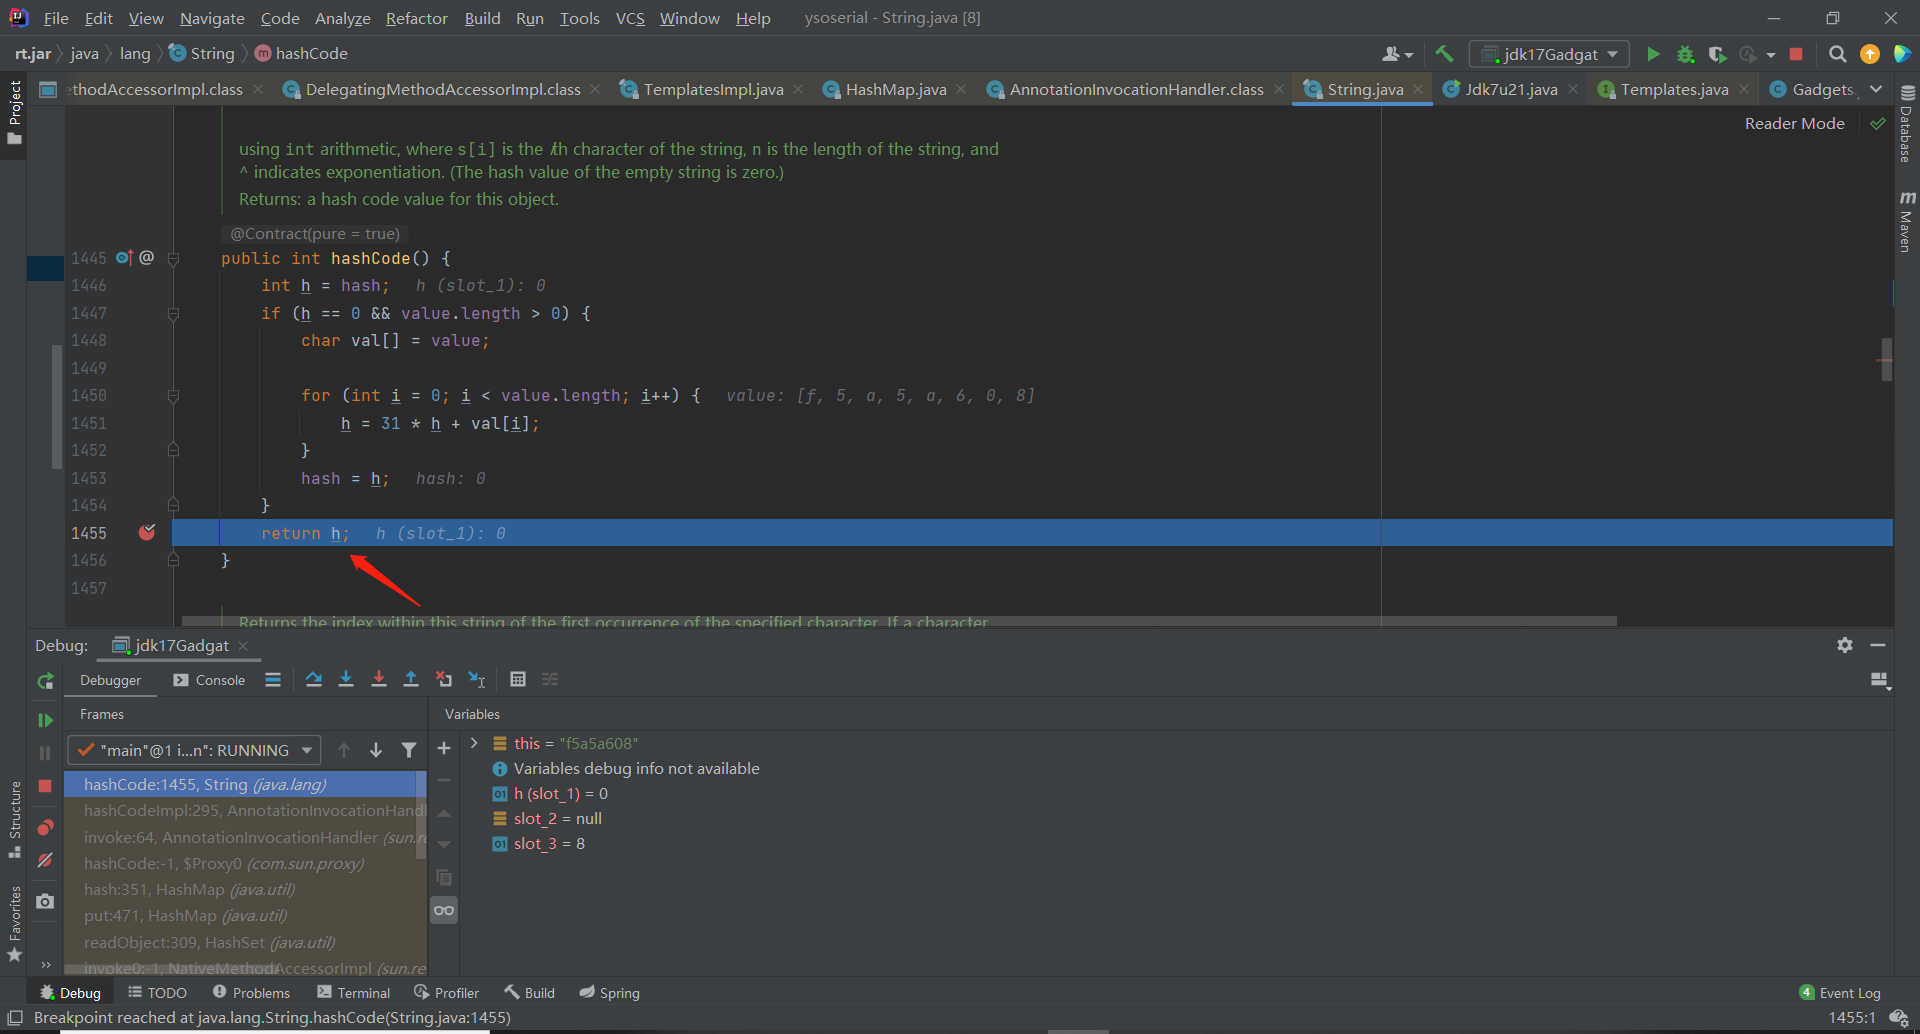 File Edit View Navigate Code Analyze Refactor Build Run Tools VCS Window Help ysoserial - String.java [8]
rt.jar java lang String hashCode
jdk17Gadgat
thodAccessorImpl.class DelegatingMethodAccessorImpl.class TemplatesImpl.java HashMap.java AnnotationInvocationHandler.class String.java Jdk7u21.java Templates.java Gadgets.
Project
Database
Maven
Structure
Favorites
Reader Mode
using int arithmetic, where s[i] is the ith character of the string, n is the length of the string, and
^ indicates exponentiation. (The hash value of the empty string is zero.)
Returns: a hash code value for this object.
@Contract(pure = true)
1445 @ public int hashCode() {
1446 int h = hash; h (slot_1): 0
1447 if (h == 0 && value.length > 0) {
1448 char val[] = value;
1449
1450 for (int i = 0; i < value.length; i++) { value: [f, 5, a, 5, a, 6, 0, 8]
1451 h = 31 * h + val[i];
1452 }
1453 hash = h; hash: 0
1454 }
1455 return h; h (slot_1): 0
1456 }
1457
Returns the index within this string of the first occurrence of the specified character. If a character
Debug: jdk17Gadgat
Debugger Console
Frames
Variables
"main"@1 i...n": RUNNING
hashCode:1455, String (java.lang)
hashCodeImpl:295, AnnotationInvocationHandl
invoke:64, AnnotationInvocationHandler (sun.re
hashCode:-1, $Proxy0 (com.sun.proxy)
hash:351, HashMap (java.util)
put:471, HashMap (java.util)
readObject:309, HashSet (java.util)
invoke0:-1, NativeMethodAccessorImpl (sun.re
this = "f5a5a608"
Variables debug info not available
h (slot_1) = 0
slot_2 = null
slot_3 = 8
Debug TODO Problems Terminal Profiler Build Spring 4 Event Log
Breakpoint reached at java.lang.String.hashCode(String.java:1455) 1455:1